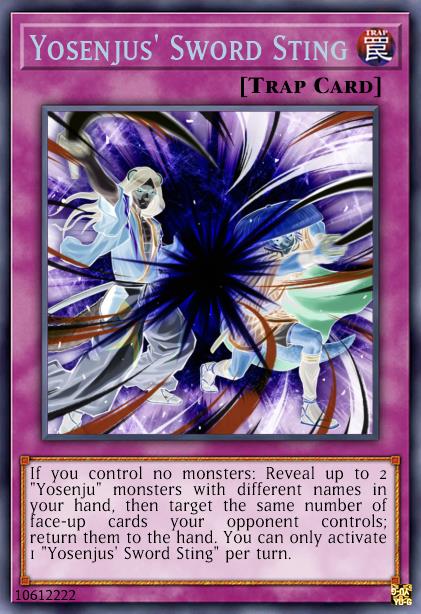 Yosenjus' Sword Sting
TRAP
罠
[Trap Card]
If you control no monsters: Reveal up to 2
"Yosenju" monsters with different names in
your hand, then target the same number of
face-up cards your opponent controls;
return them to the hand. You can only activate
1 "Yosenjus' Sword Sting" per turn.
10612222